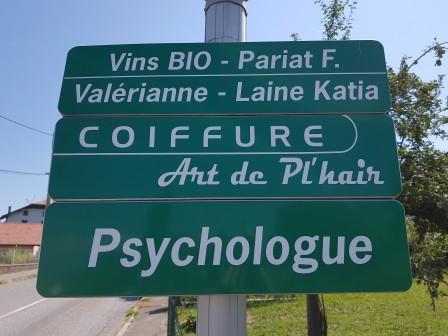 Vins BIO - Pariat F.
Valérianne - Laine Katia
COIFFURE
Art de Pl'hair
Psychologue